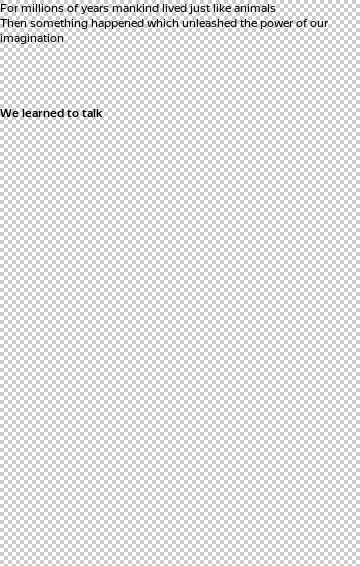 For millions of years mankind lived just like animals
Then something happened which unleashed the power of our
imagination
We learned to talk